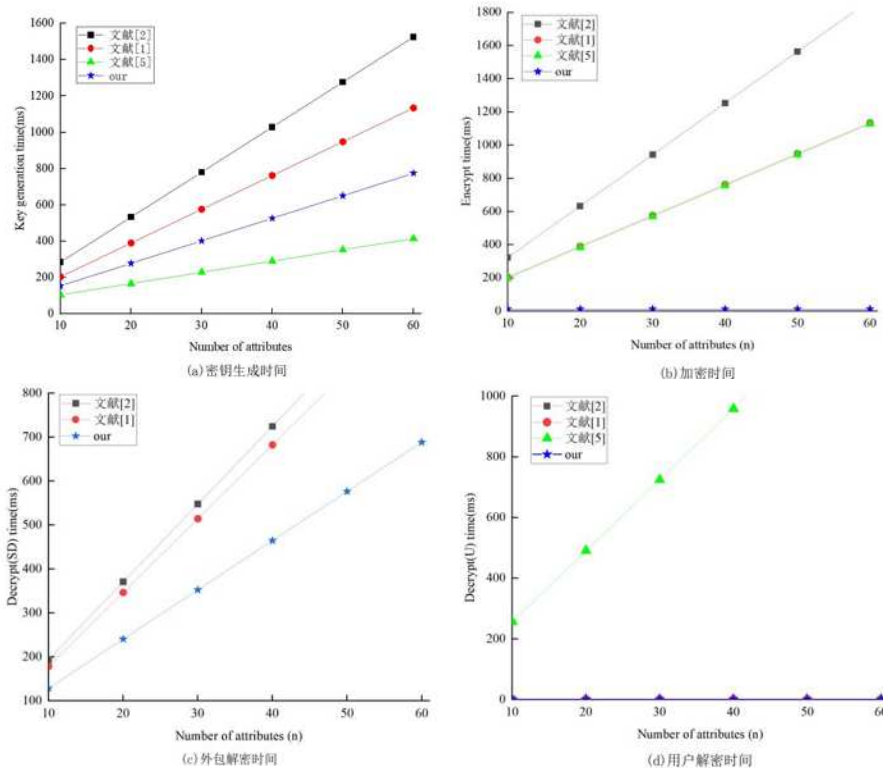 1600
1400
1200
1000
800
600
400
200
0
Key generation time(ms)
文献[2]
文献[1]
文献[5]
our
10 20 30 40 50 60
Number of attributes
(a)密钥生成时间
1800
1600
1400
1200
1000
800
600
400
200
0
Encrypt time(ms)
文献[2]
文献[1]
文献[5]
our
10 20 30 40 50 60
Number of attributes (n)
(b)加密时间
800
700
600
500
400
300
200
100
Decrypt(SD) time(ms)
文献[2]
文献[1]
our
10 20 30 40 50 60
Number of attributes (n)
(c)外包解密时间
1000
800
600
400
200
0
Decrypt(U) time(ms)
文献[2]
文献[1]
文献[5]
our
10 20 30 40 50 60
Number of attributes (n)
(d)用户解密时间